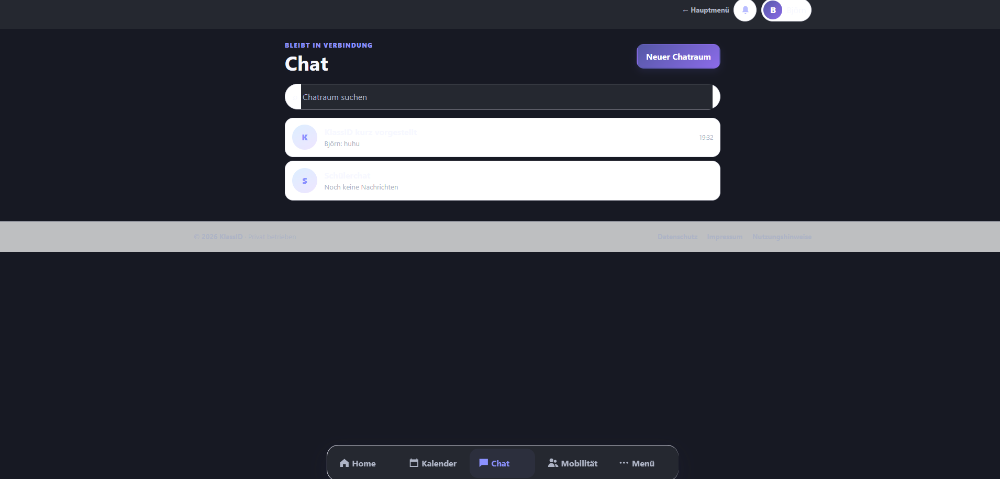 ← Hauptmenü
B Björn
BLEIBT IN VERBINDUNG
Chat
Neuer Chatraum
Chatraum suchen
K
KlassID kurz vorgestellt
Björn: huhu
19:32
S
Schülerchat
Noch keine Nachrichten
© 2026 KlassID · Privat betrieben
Datenschutz Impressum Nutzungshinweise
Home Kalender Chat Mobilität Menü